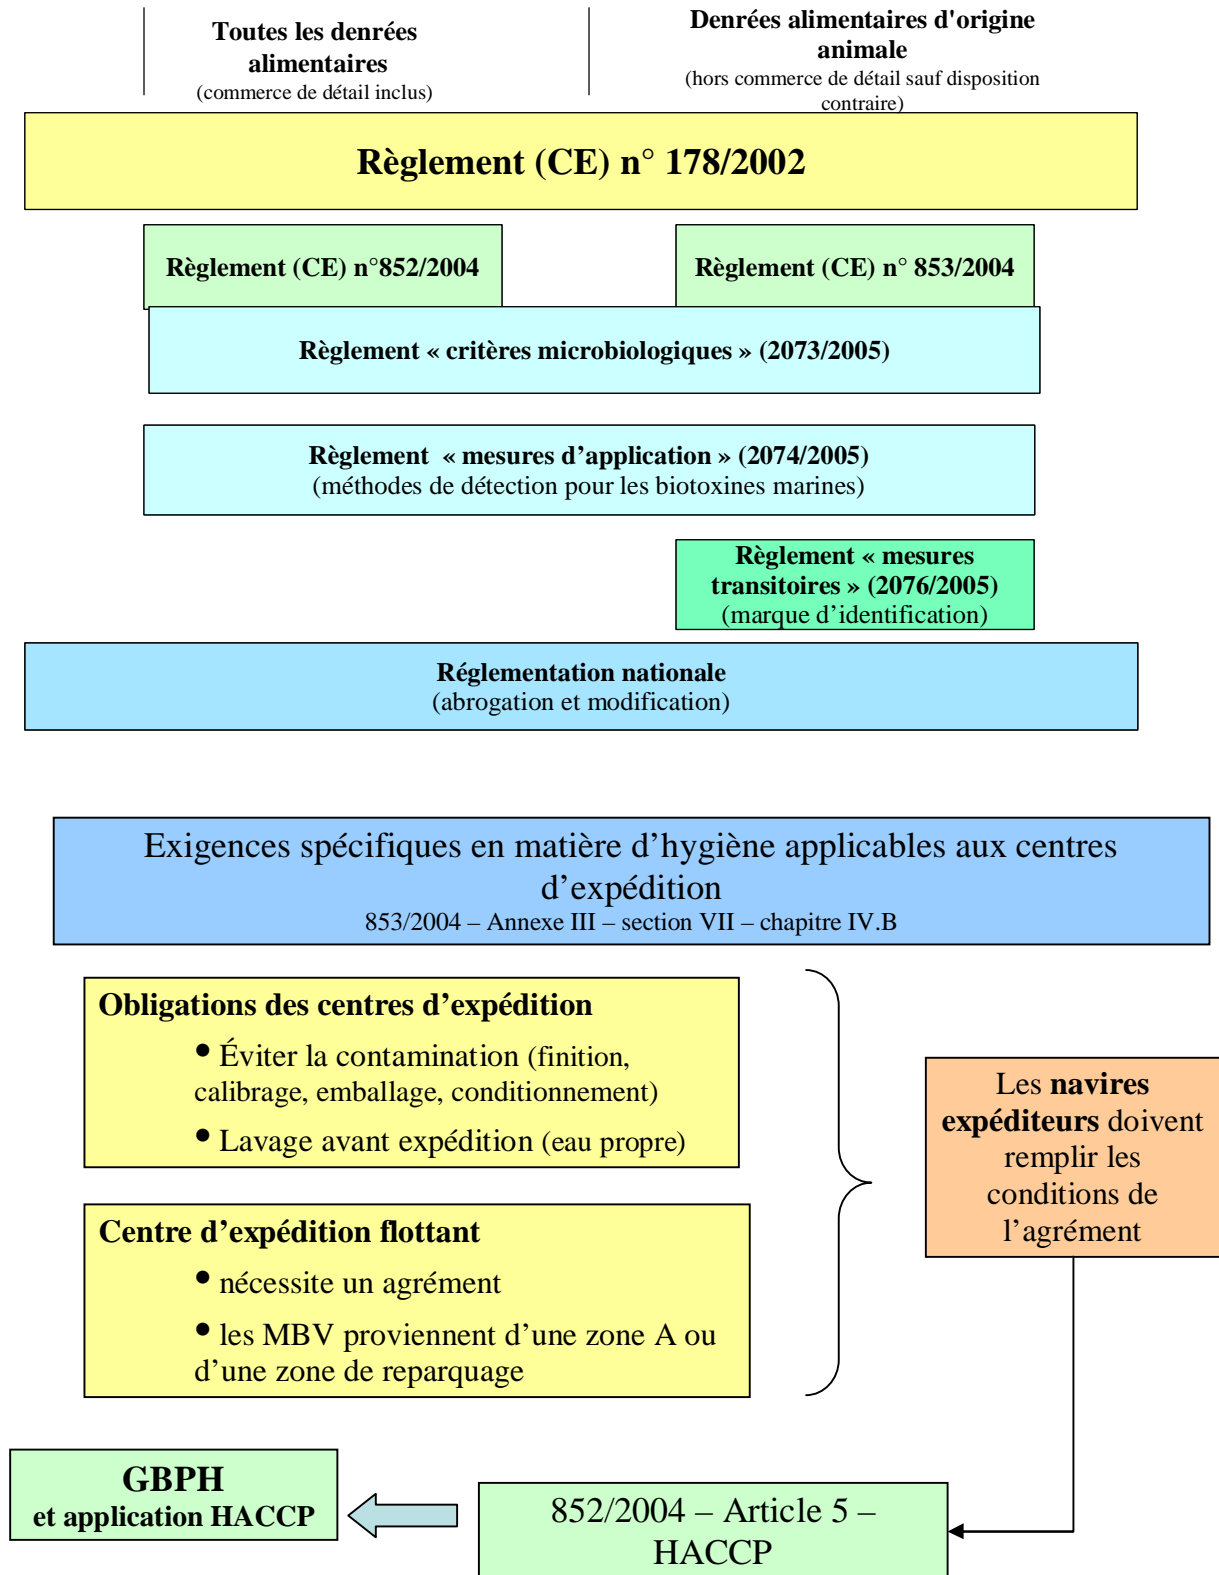 Toutes les denrées
alimentaires
(commerce de détail inclus)
Denrées alimentaires d'origine
animale
(hors commerce de détail sauf disposition
contraire)
Règlement (CE) n° 178/2002
Règlement (CE) n°852/2004
Règlement (CE) n° 853/2004
Règlement « critères microbiologiques » (2073/2005)
Règlement « mesures d’application » (2074/2005)
(méthodes de détection pour les biotoxines marines)
Règlement « mesures
transitoires » (2076/2005)
(marque d’identification)
Réglementation nationale
(abrogation et modification)
Exigences spécifiques en matière d’hygiène applicables aux centres
d’expédition
853/2004 – Annexe III – section VII – chapitre IV.B
Obligations des centres d’expédition
• Éviter la contamination (finition,
calibrage, emballage, conditionnement)
• Lavage avant expédition (eau propre)
Centre d’expédition flottant
• nécessite un agrément
• les MBV proviennent d’une zone A ou
d’une zone de reparquage
Les navires
expéditeurs doivent
remplir les
conditions de
l’agrément
GBPH
et application HACCP
852/2004 – Article 5 –
HACCP